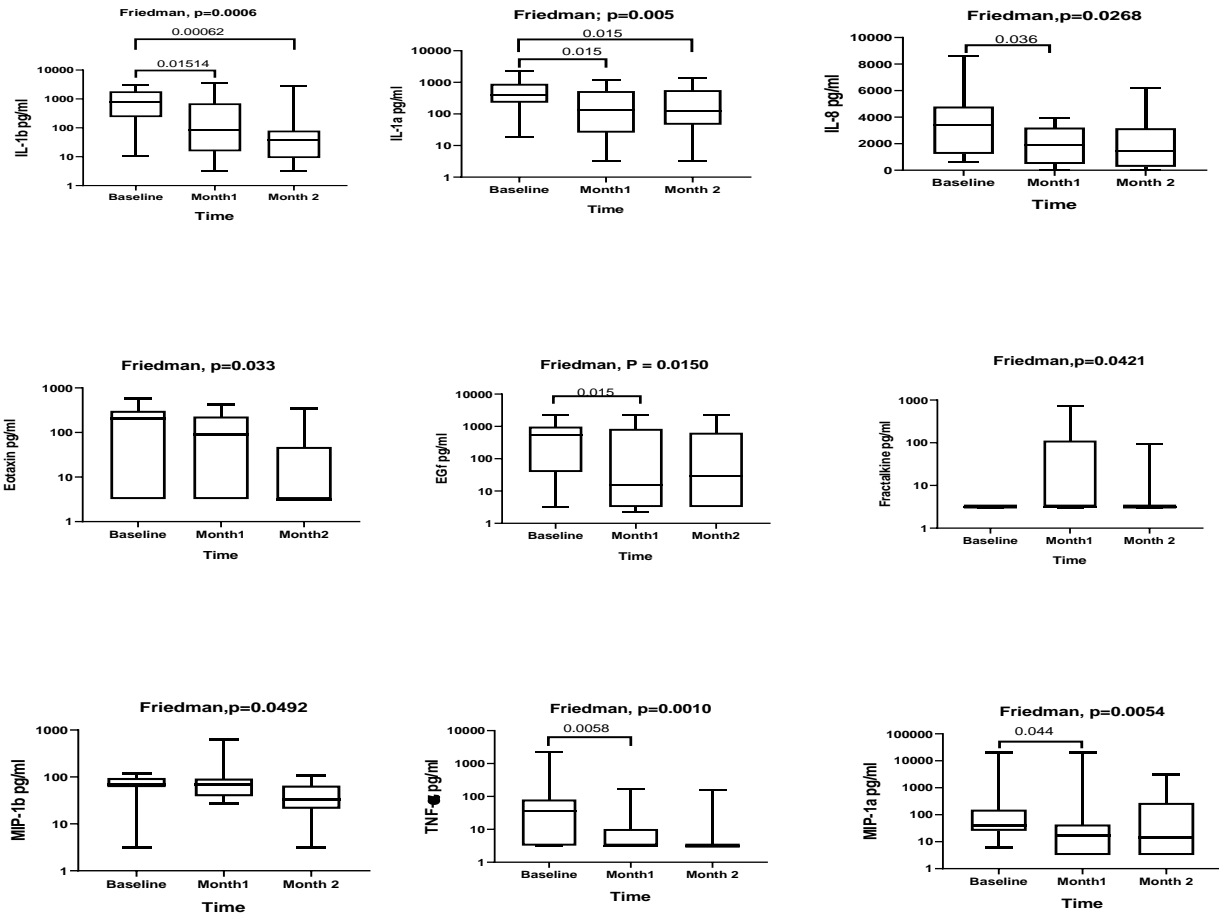 Friedman, p=0.0006
0.00062
0.01514
IL-1b pg/ml
10000
1000
100
10
1
Baseline
Month1
Month 2
Time
Friedman; p=0.005
0.015
0.015
IL-1a pg/ml
10000
1000
100
10
1
Baseline
Month 1
Month 2
Time
Friedman,p=0.0268
0.036
IL-8 pg/ml
10000
8000
6000
4000
2000
0
Baseline
Month1
Month 2
Time
Friedman, p=0.033
Eotaxin pg/ml
1000
100
10
1
Baseline
Month1
Month2
Time
Friedman, P = 0.0150
0.015
EGf pg/ml
10000
1000
100
10
1
Baseline
Month1
Month2
Time
Friedman,p=0.0421
Fractalkine pg/ml
1000
100
10
1
Baseline
Month1
Month 2
Time
Friedman,p=0.0492
MIP-1b pg/ml
1000
100
10
1
Baseline
Month1
Month 2
Time
Friedman, p=0.0010
0.0058
TNF-α pg/ml
10000
1000
100
10
1
Baseline
Month1
Month 2
Time
Friedman, p=0.0054
0.044
MIP-1a pg/ml
100000
10000
1000
100
10
1
Baseline
Month 1
Month 2
Time